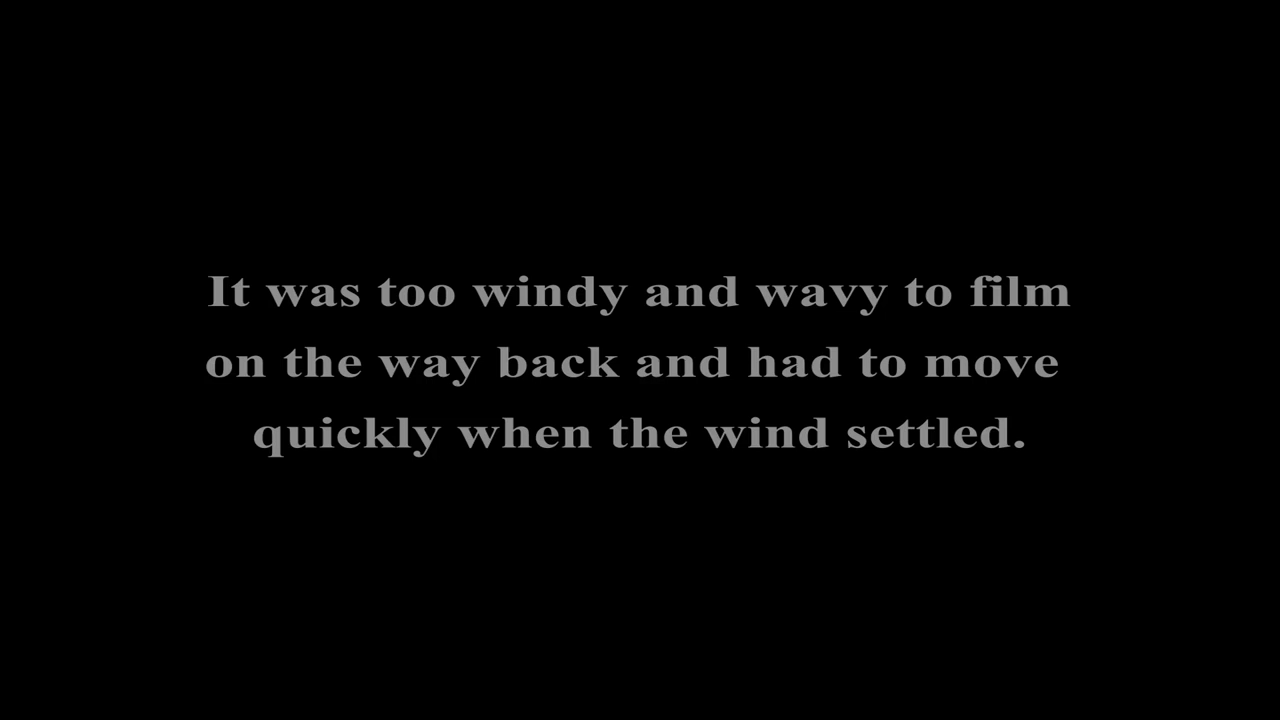 It was too windy and wavy to film
on the way back and had to move
quickly when the wind settled.